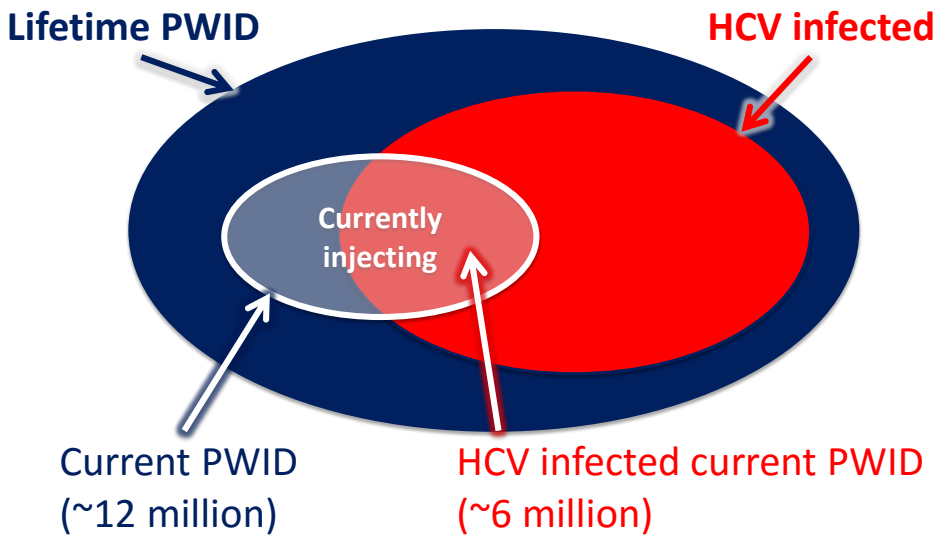 Lifetime PWID
HCV infected
Currently
injecting
Current PWID
(~12 million)
HCV infected current PWID
(~6 million)